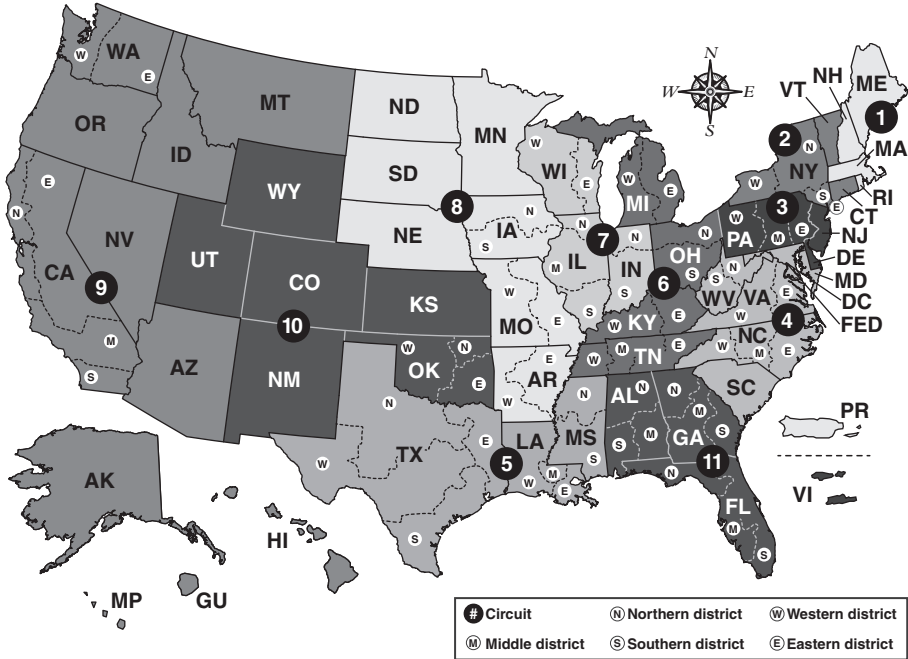 N
W E
S
WA
W
E
MT
ND
MN
OR
ID
SD
WI
W
E
MI
W
E
VT
NH
ME
1
2
N
MA
NY
W
S
E
RI
CT
3
PA
W
M
E
NJ
DE
MD
DC
FED
WY
NE
8
IA
N
S
7
N
IL
M
S
IN
N
S
OH
N
S
6
WV
N
S
VA
E
W
4
N
E
CA
NV
9
M
S
UT
CO
10
KS
MO
W
E
KY
W
E
TN
W
M
E
NC
W
M
E
SC
AZ
NM
OK
W
N
E
AR
E
W
TX
N
E
W
S
LA
5
W
M
E
MS
N
S
AL
N
M
S
GA
N
M
S
11
FL
N
M
S
PR
VI
AK
HI
MP
GU
# Circuit
N Northern district
W Western district
M Middle district
S Southern district
E Eastern district